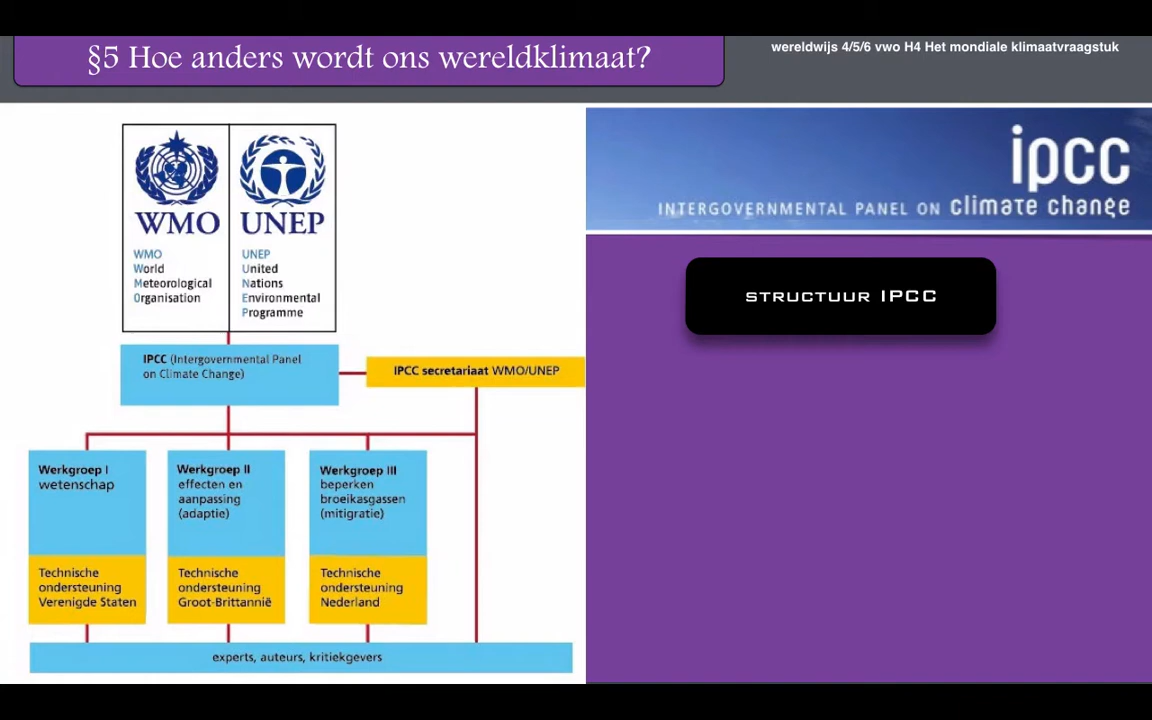 §5 Hoe anders wordt ons wereldklimaat?
wereldwijs 4/5/6 vwo H4 Het mondiale klimaatvraagstuk
WMO
UNEP
WMO
World
Meteorological
Organisation
UNEP
United
Nations
Environmental
Programme
ipcc
INTERGOVERNMENTAL PANEL ON climate change
STRUCTUUR IPCC
IPCC (Intergovernmental Panel
on Climate Change)
IPCC secretariaat WMO/UNEP
Werkgroep I
wetenschap
Werkgroep II
effecten en
aanpassing
(adaptie)
Werkgroep III
beperken
broeikasgassen
(mitigratie)
Technische
ondersteuning
Verenigde Staten
Technische
ondersteuning
Groot-Brittannië
Technische
ondersteuning
Nederland
experts, auteurs, kritiekgevers